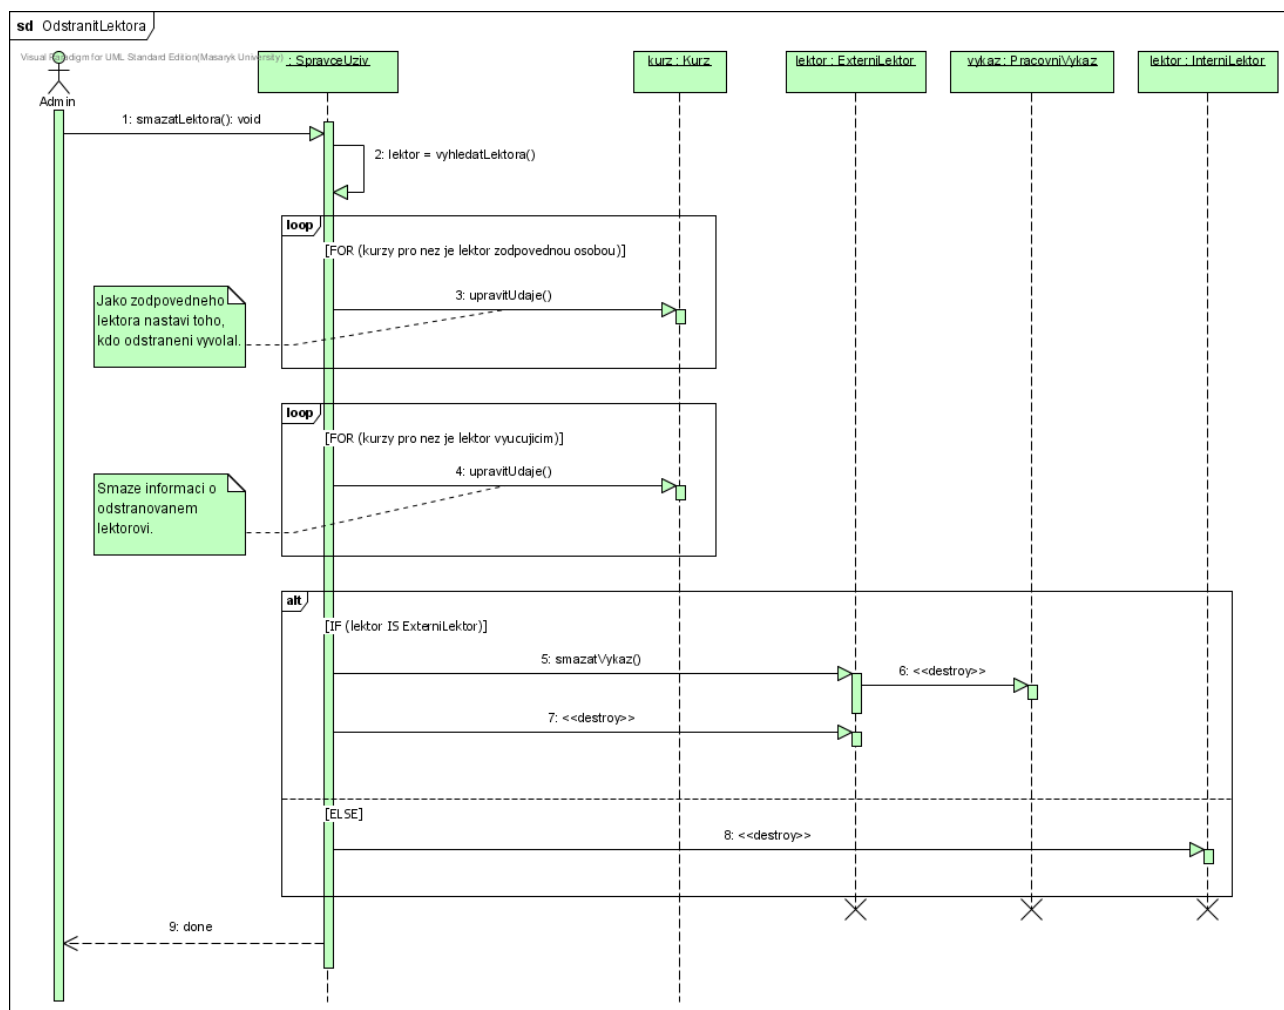 sd OdstranitLektora
Visual Paradigm for UML Standard Edition(Masaryk University)
Admin
: SpravceUziv
kurz : Kurz
lektor : ExterniLektor
vykaz : PracovniVykaz
lektor : InterniLektor
1: smazatLektora(): void
2: lektor = vyhledatLektora()
loop
[FOR (kurzy pro nez je lektor zodpovednou osobou)]
3: upravitUdaje()
Jako zodpovedneho
lektora nastavi toho,
kdo odstraneni vyvolal.
loop
[FOR (kurzy pro nez je lektor vyucujicim)]
4: upravitUdaje()
Smaze informaci o
odstranovanem
lektorovi.
alt
[IF (lektor IS ExterniLektor)]
5: smazatVykaz()
6: <<destroy>>
7: <<destroy>>
[ELSE]
8: <<destroy>>
9: done